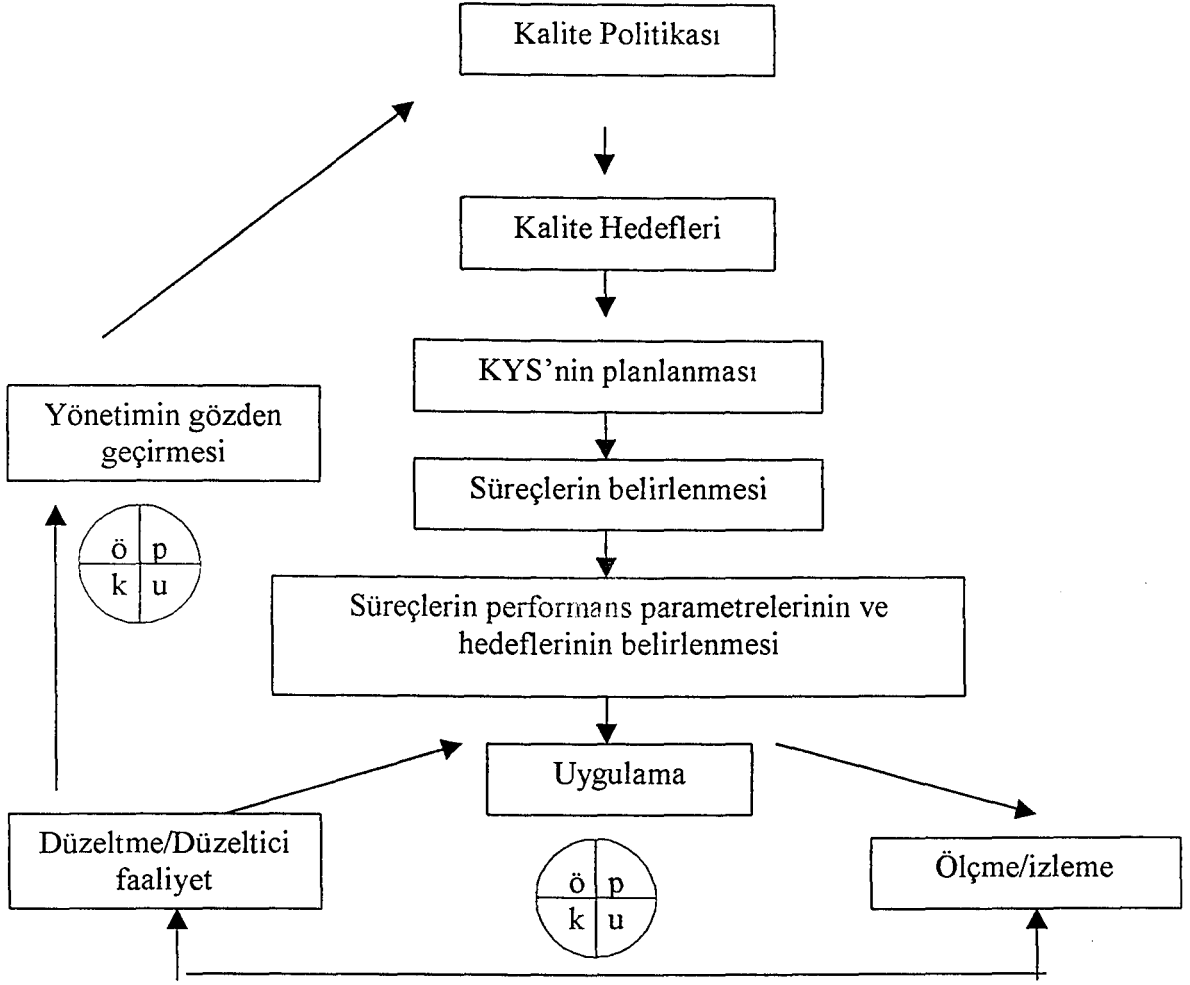 Kalite Politikası
Kalite Hedefleri
KYS’nin planlanması
Yönetimin gözden
geçirmesi
Süreçlerin belirlenmesi
ö p
k u
Süreçlerin performans parametrelerinin ve
hedeflerinin belirlenmesi
Uygulama
Düzeltme/Düzeltici
faaliyet
Ölçme/izleme
ö p
k u